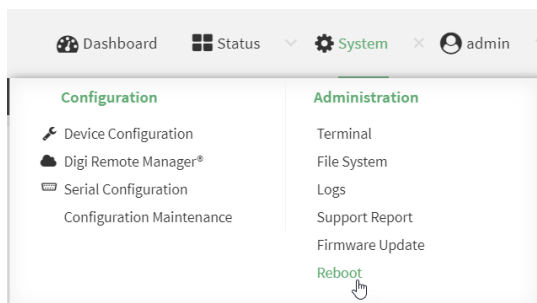 Dashboard Status System admin
Configuration
Device Configuration
Digi Remote Manager®
Serial Configuration
Configuration Maintenance
Administration
Terminal
File System
Logs
Support Report
Firmware Update
Reboot